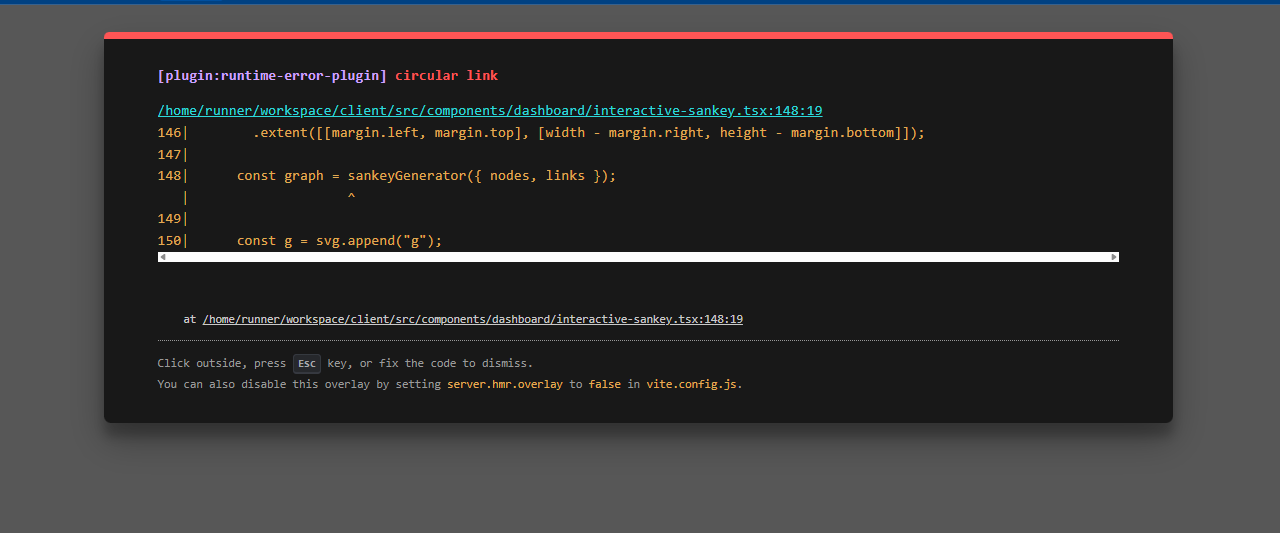 [plugin:runtime-error-plugin] circular link
/home/runner/workspace/client/src/components/dashboard/interactive-sankey.tsx:148:19
146|        .extent([[margin.left, margin.top], [width - margin.right, height - margin.bottom]]);
147|
148|      const graph = sankeyGenerator({ nodes, links });
   |                    ^
149|
150|      const g = svg.append("g");
at /home/runner/workspace/client/src/components/dashboard/interactive-sankey.tsx:148:19
Click outside, press Esc key, or fix the code to dismiss.
You can also disable this overlay by setting server.hmr.overlay to false in vite.config.js.